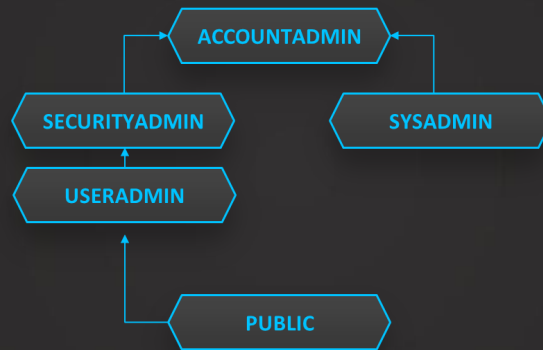 ACCOUNTADMIN
SECURITYADMIN
SYSADMIN
USERADMIN
PUBLIC